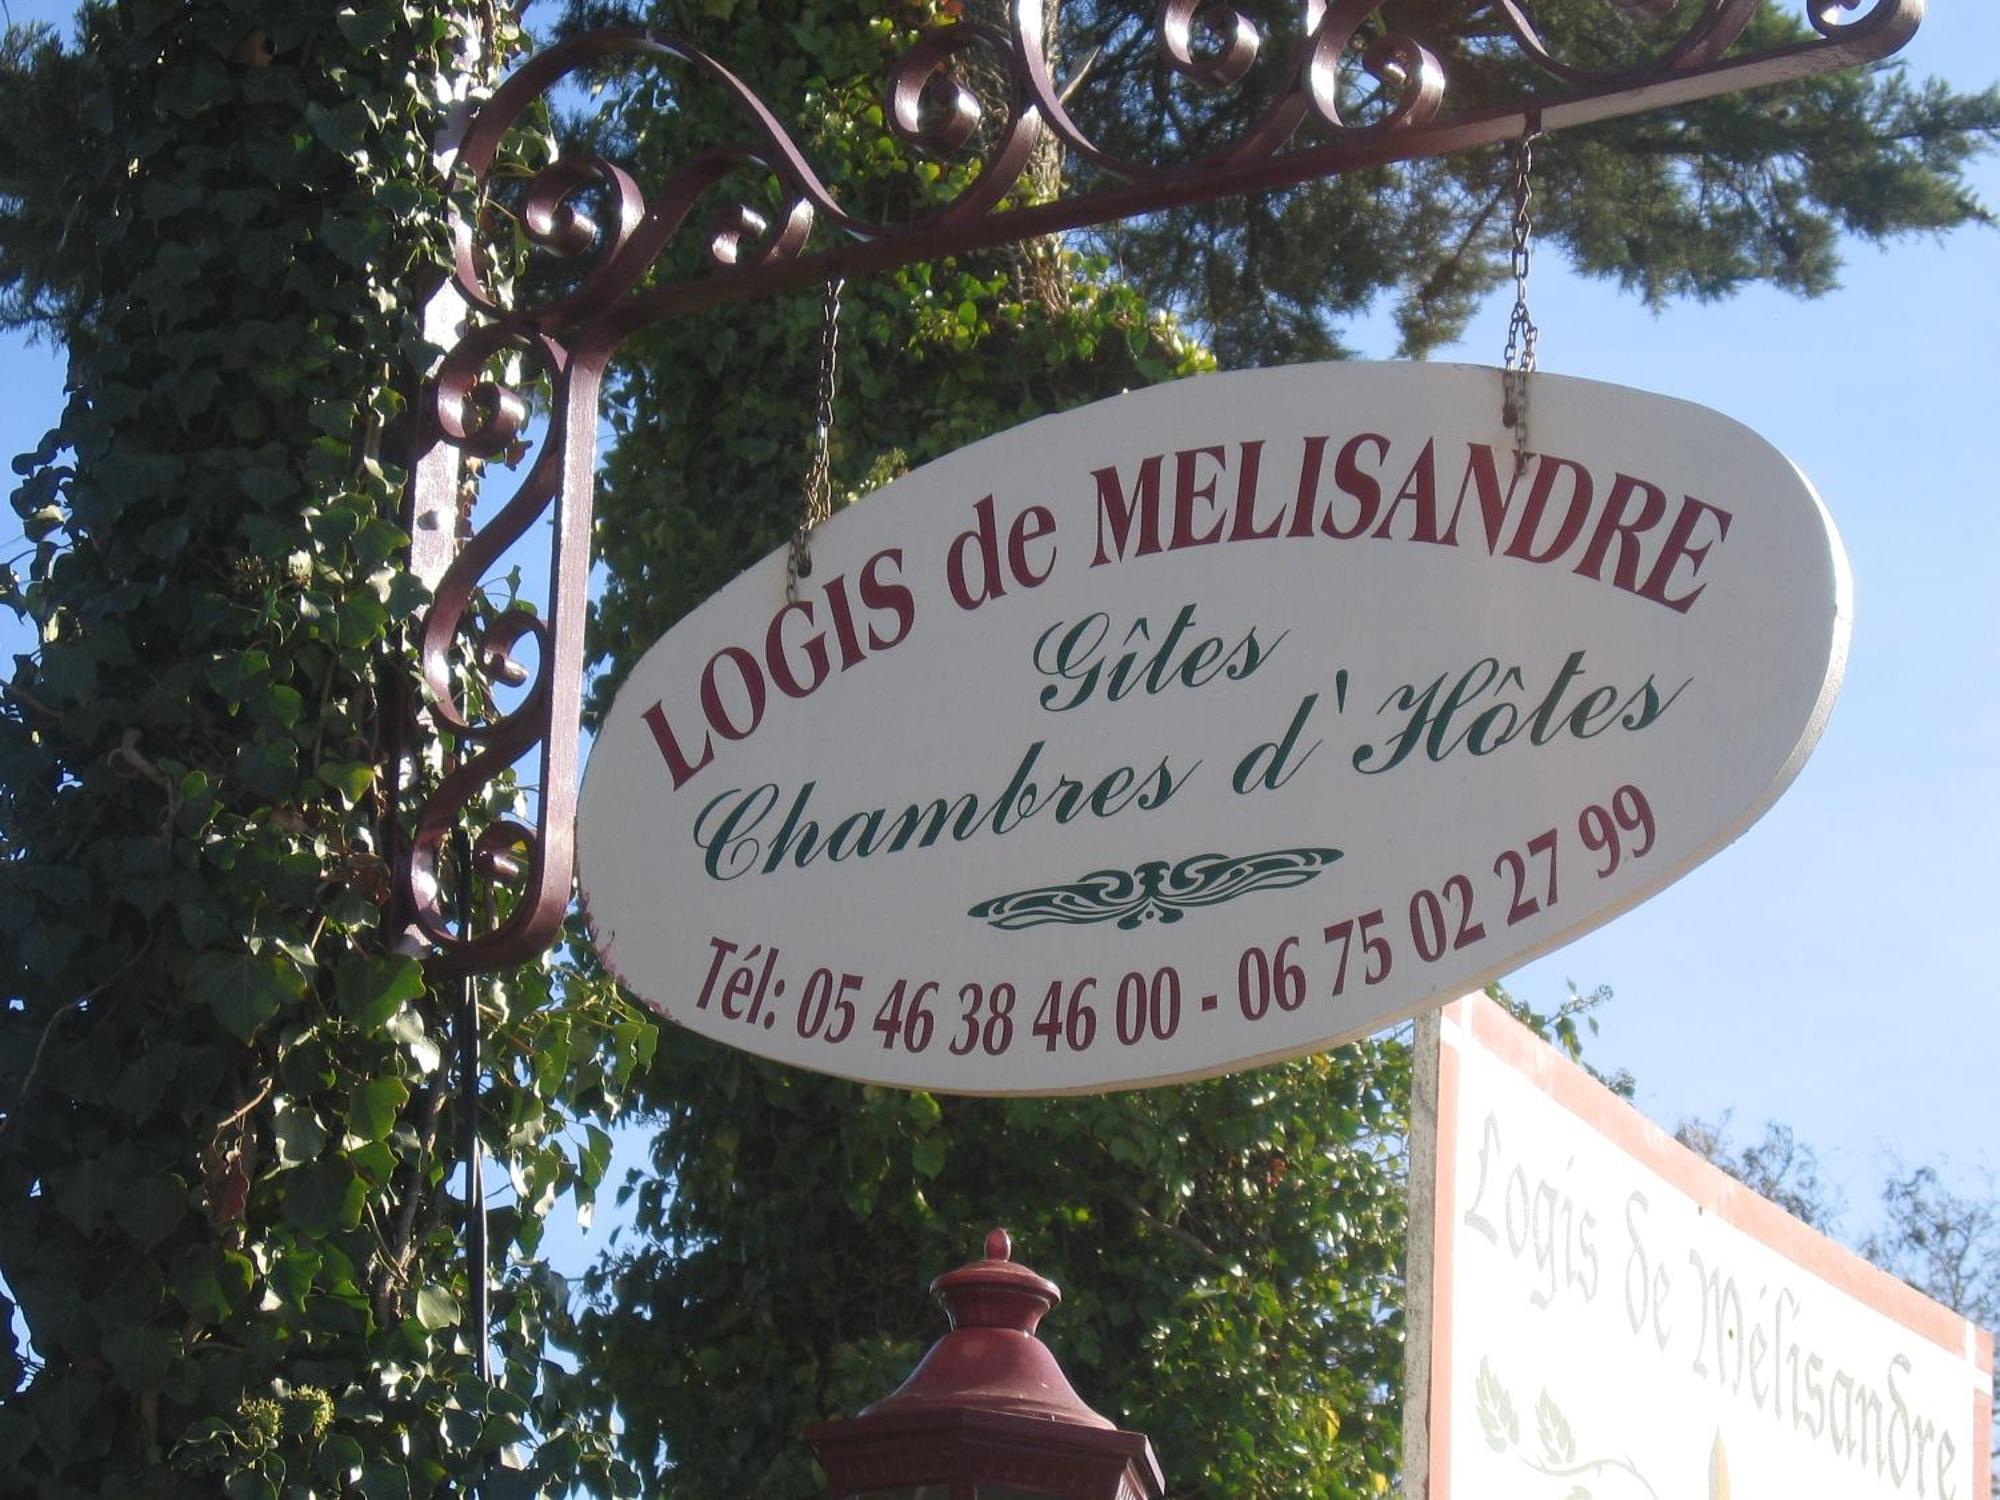 LOGIS de MELISANDRE
Gîtes
Chambres d'Hôtes
Tél: 05 46 38 46 00 - 06 75 02 27 99
Logis de Mélisandre